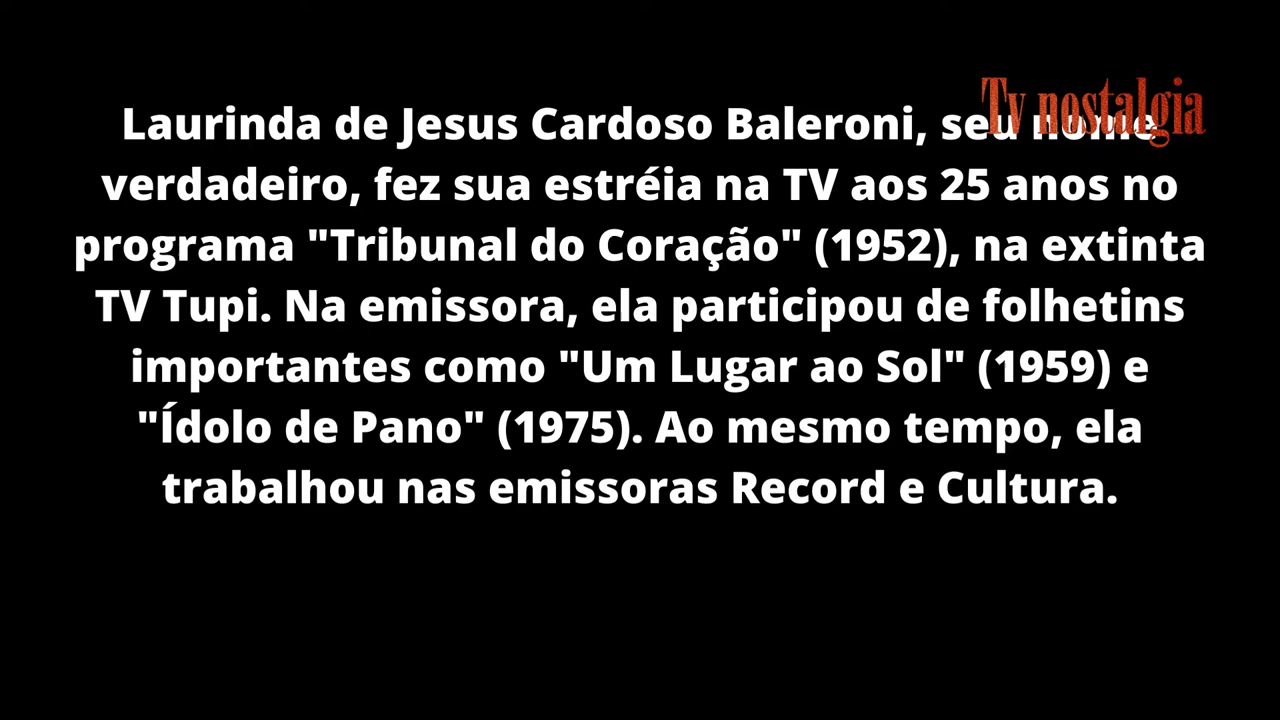 Tv nostalgia
Laurinda de Jesus Cardoso Baleroni, seu nome
verdadeiro, fez sua estréia na TV aos 25 anos no
programa "Tribunal do Coração" (1952), na extinta
TV Tupi. Na emissora, ela participou de folhetins
importantes como "Um Lugar ao Sol" (1959) e
"Ídolo de Pano" (1975). Ao mesmo tempo, ela
trabalhou nas emissoras Record e Cultura.